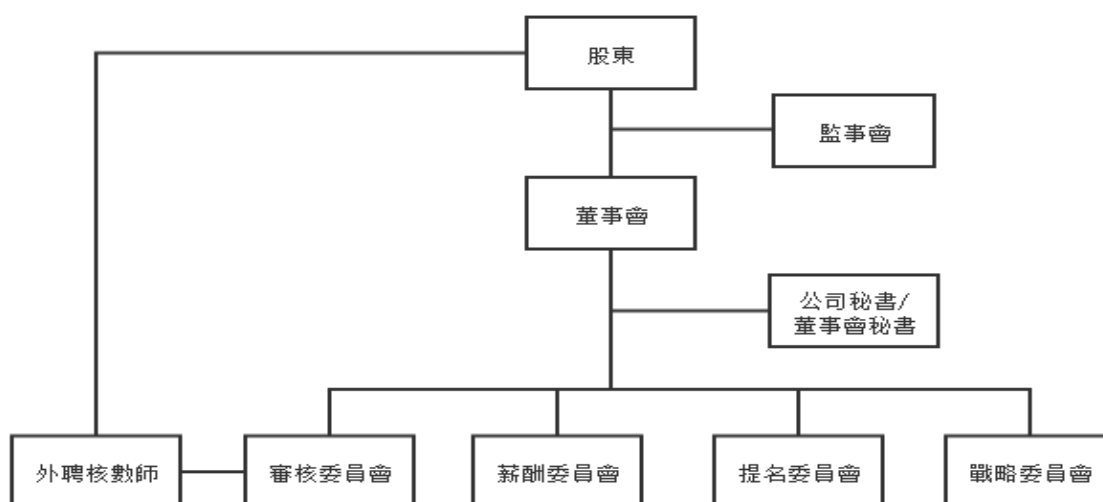 股東
監事會
董事會
公司秘書/
董事會秘書
外聘核數師
審核委員會
薪酬委員會
提名委員會
戰略委員會